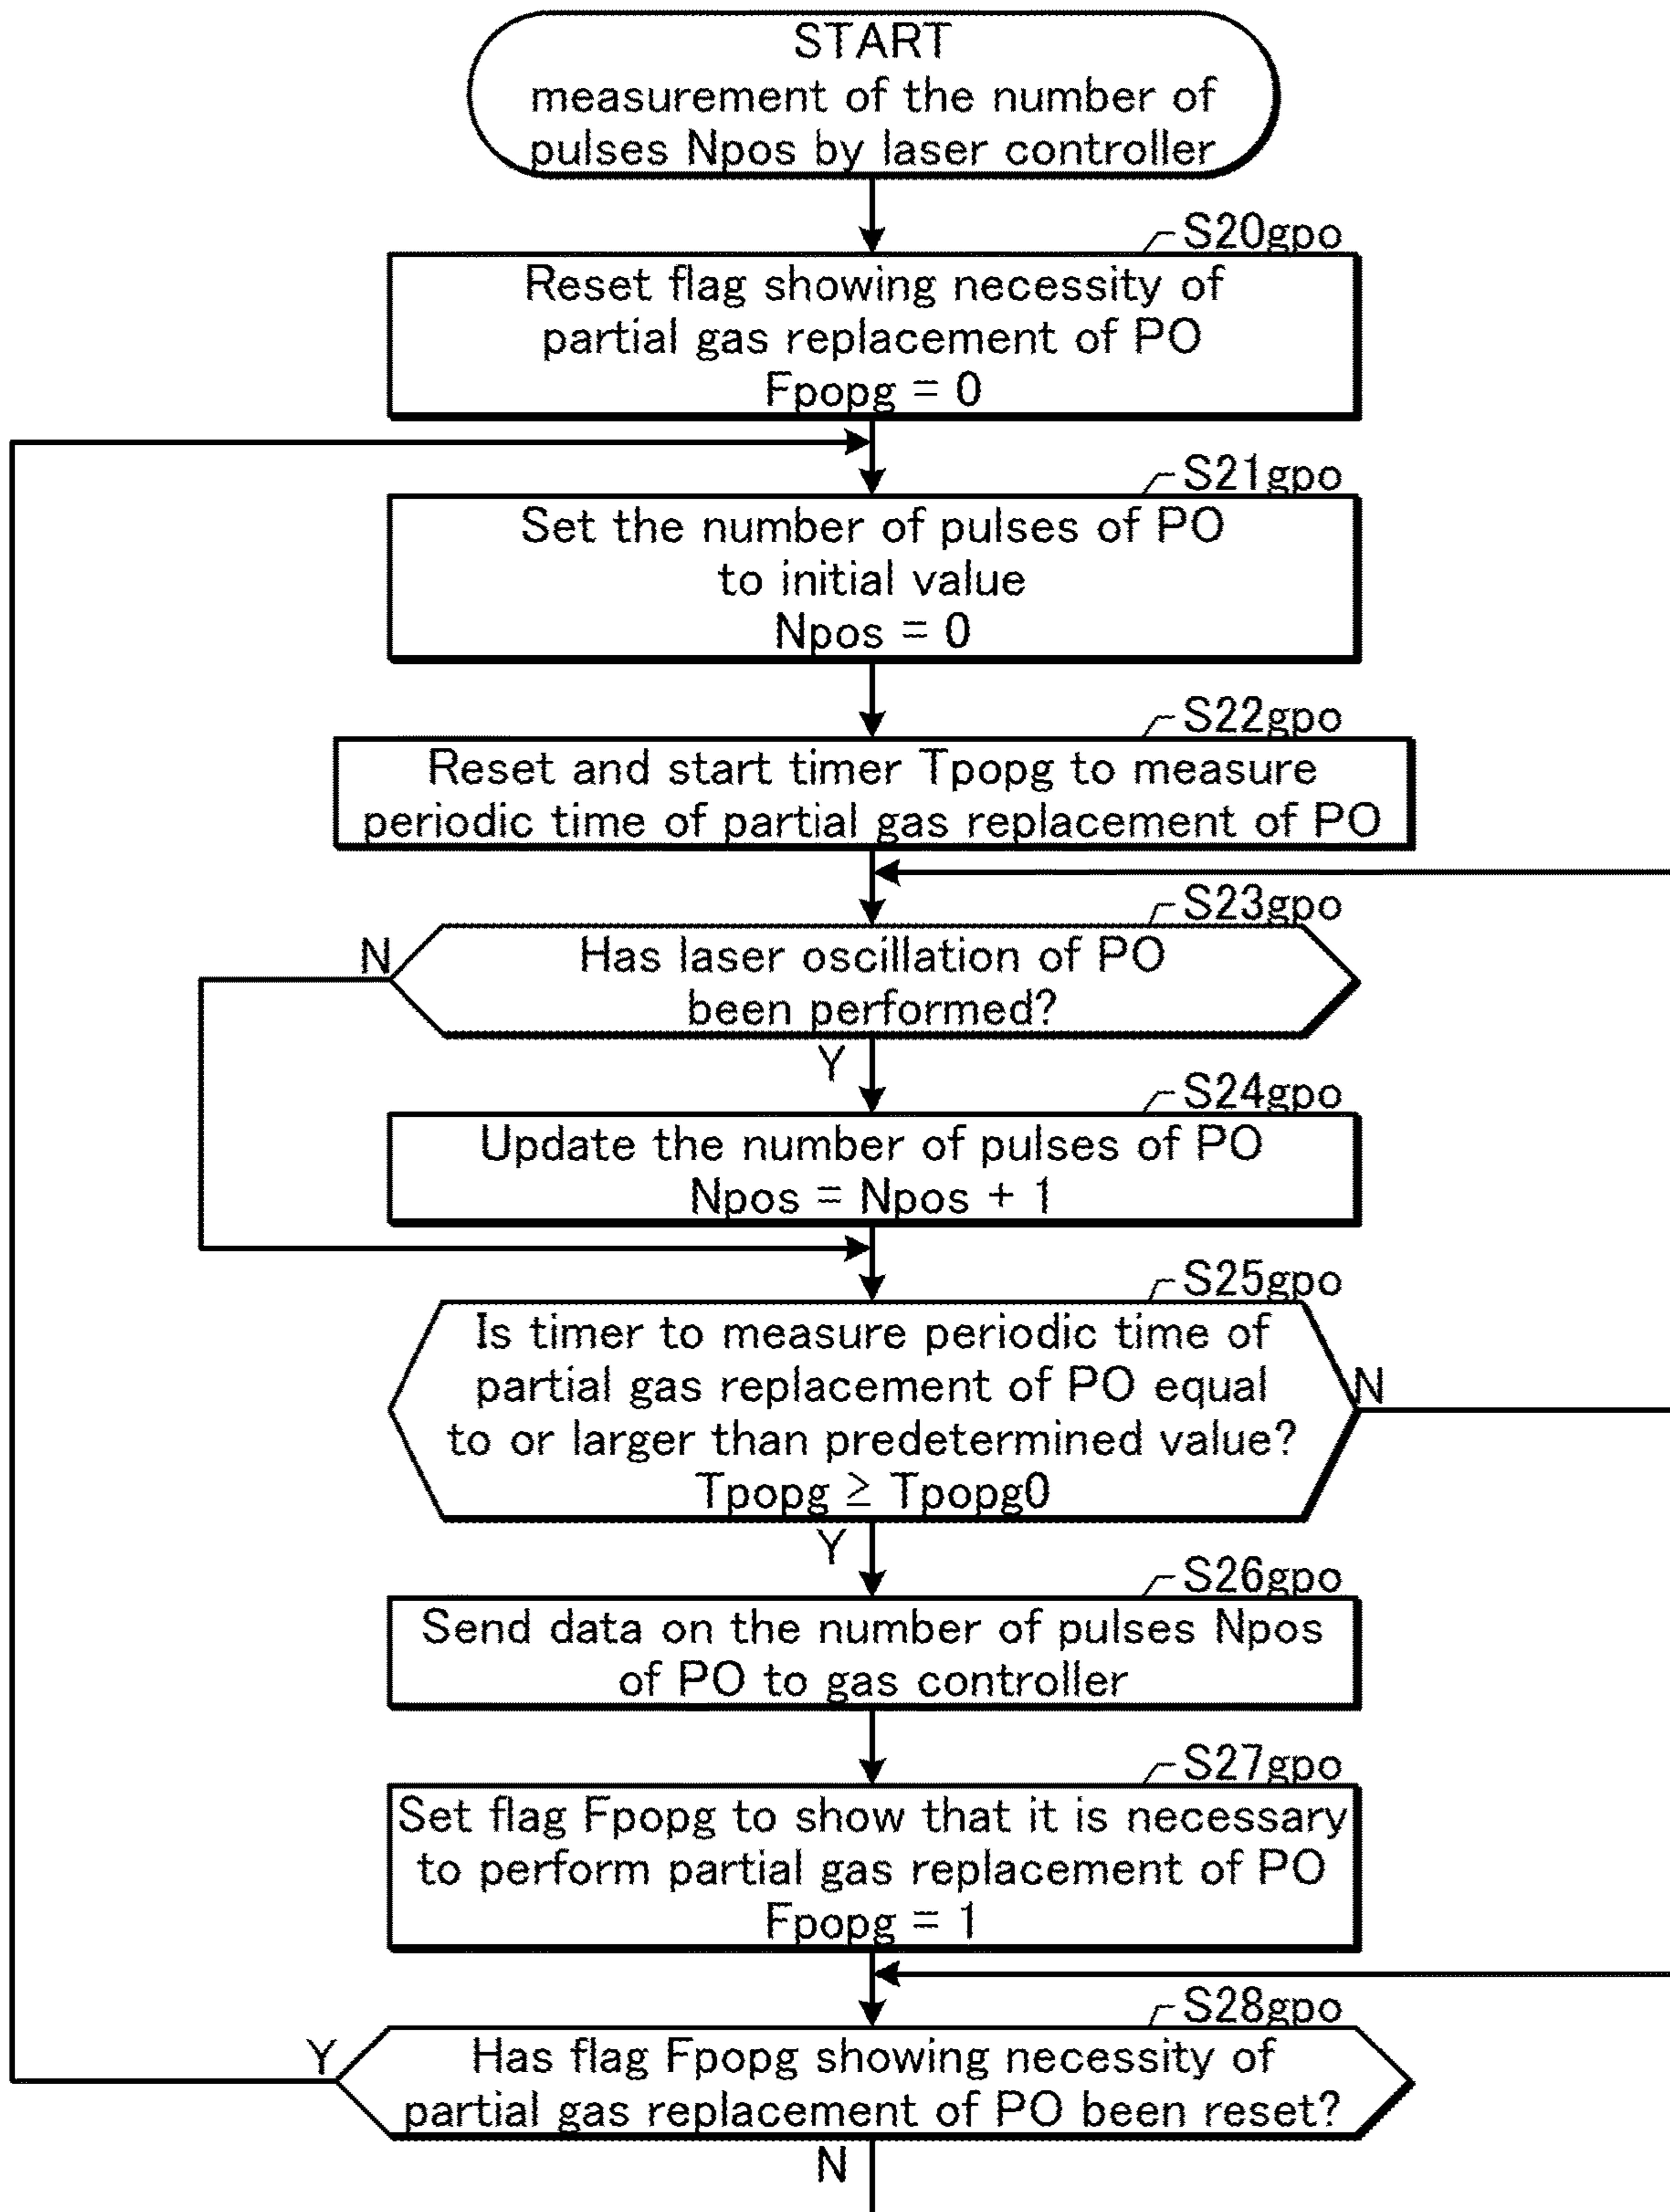 START
measurement of the number of
pulses Npos by laser controller
S20gpo
Reset flag showing necessity of
partial gas replacement of PO
Fpopg = 0
S21gpo
Set the number of pulses of PO
to initial value
Npos = 0
S22gpo
Reset and start timer Tpopg to measure
periodic time of partial gas replacement of PO
S23gpo
N
Has laser oscillation of PO
been performed?
Y
S24gpo
Update the number of pulses of PO
Npos = Npos + 1
S25gpo
Is timer to measure periodic time of
partial gas replacement of PO equal
to or larger than predetermined value?
Tpopg ≥ Tpopg0
N
Y
S26gpo
Send data on the number of pulses Npos
of PO to gas controller
S27gpo
Set flag Fpopg to show that it is necessary
to perform partial gas replacement of PO
Fpopg = 1
S28gpo
Y
Has flag Fpopg showing necessity of
partial gas replacement of PO been reset?
N